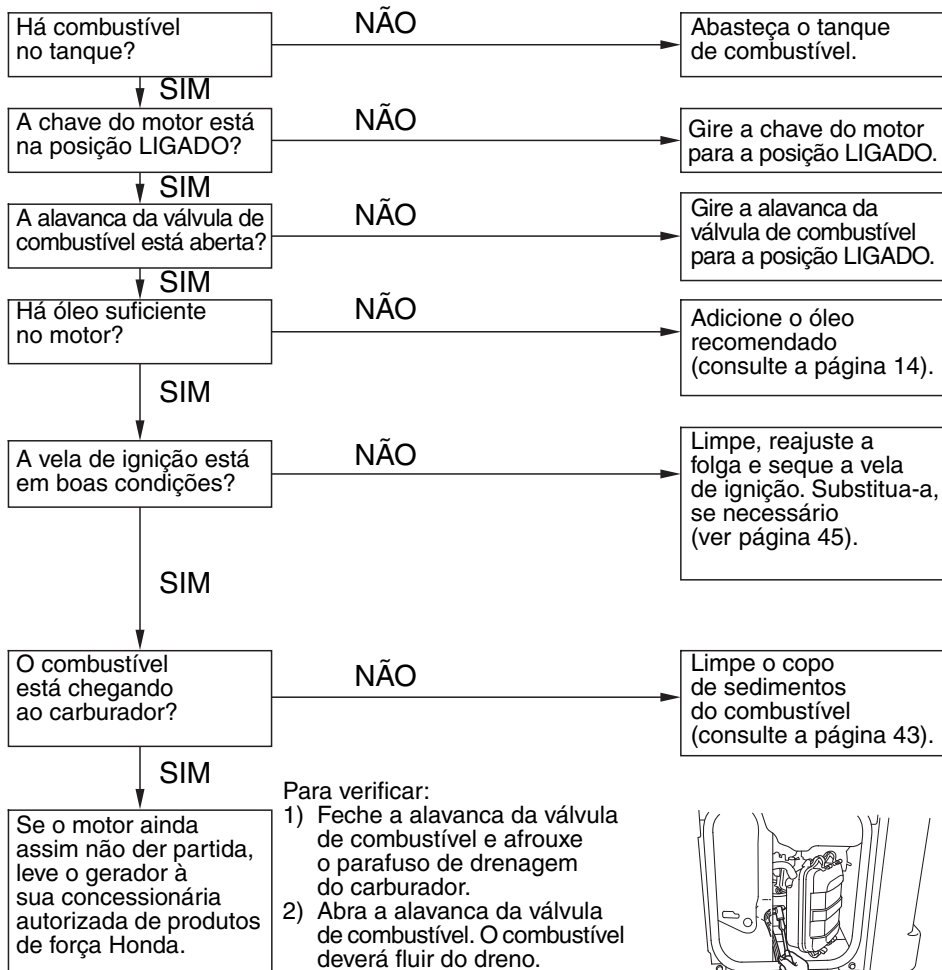 Há combustível
no tanque?
NÃO
Abasteça o tanque
de combustível.
SIM
A chave do motor está
na posição LIGADO?
NÃO
Gire a chave do motor
para a posição LIGADO.
SIM
A alavanca da válvula de
combustível está aberta?
NÃO
Gire a alavanca da
válvula de combustível
para a posição LIGADO.
SIM
Há óleo suficiente
no motor?
NÃO
Adicione o óleo
recomendado
(consulte a página 14).
SIM
A vela de ignição está
em boas condições?
NÃO
Limpe, reajuste a
folga e seque a vela
de ignição. Substitua-a,
se necessário
(ver página 45).
SIM
O combustível
está chegando
ao carburador?
NÃO
Limpe o copo
de sedimentos
do combustível
(consulte a página 43).
SIM
Se o motor ainda
assim não der partida,
leve o gerador à
sua concessionária
autorizada de produtos
de força Honda.
Para verificar:
1) Feche a alavanca da válvula
de combustível e afrouxe
o parafuso de drenagem
do carburador.
2) Abra a alavanca da válvula
de combustível. O combustível
deverá fluir do dreno.